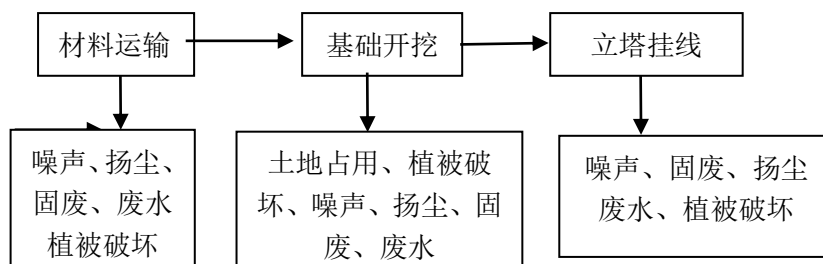 材料运输
基础开挖
立塔挂线
噪声、扬尘、
固废、废水
植被破坏
土地占用、植被破
坏、噪声、扬尘、固
废、废水
噪声、固废、扬尘
废水、植被破坏